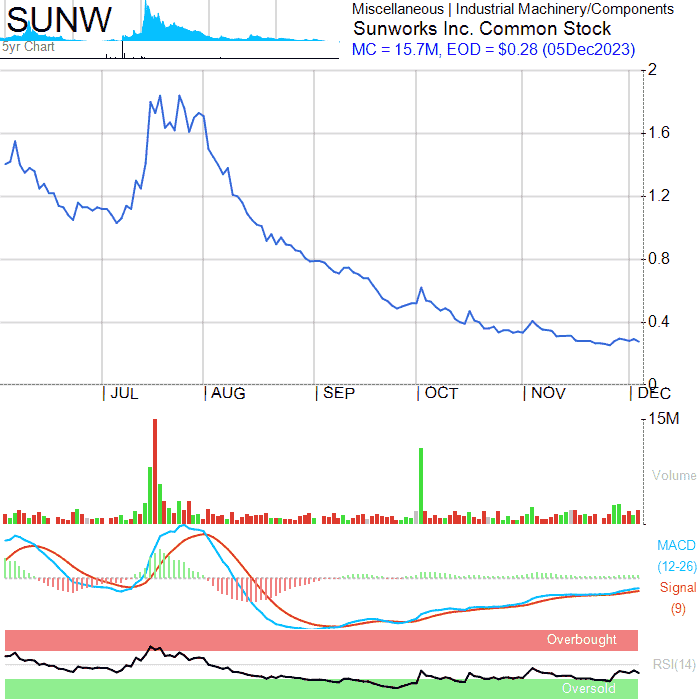 SUNW
5yr Chart
Miscellaneous | Industrial Machinery/Components
Sunworks Inc. Common Stock
MC = 15.7M, EOD = $0.28 (05Dec2023)
2
1.6
1.2
0.8
0.4
0
JUL AUG SEP OCT NOV DEC
15M
Volume
MACD
(12-26)
Signal
(9)
Overbought
RSI(14)
Oversold